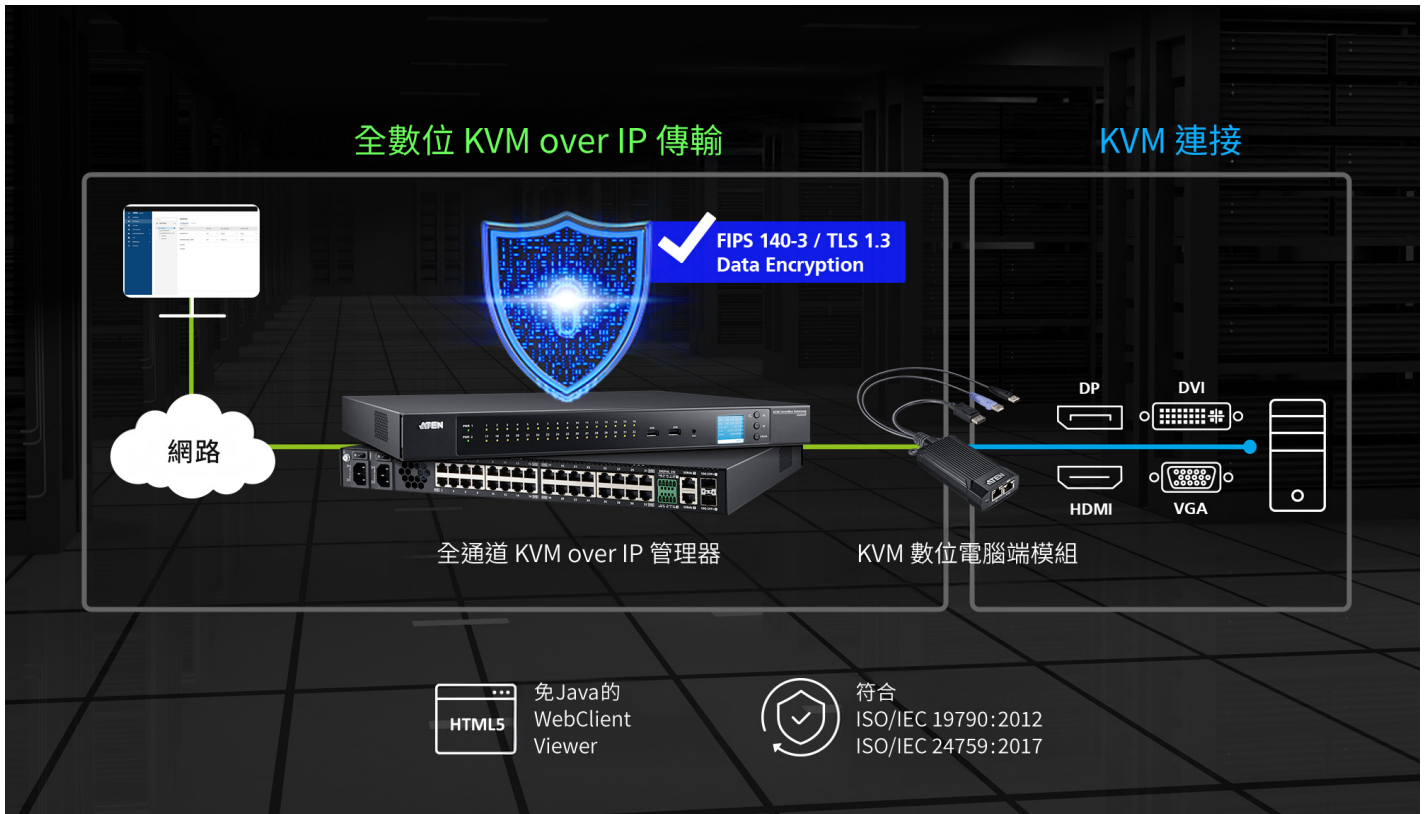 全數位 KVM over IP 傳輸
KVM 連接
FIPS 140-3 / TLS 1.3
Data Encryption
網路
ATEN
ATEN
DP
DVI
HDMI
VGA
全通道 KVM over IP 管理器
KVM 數位電腦端模組
HTML5
免Java的
WebClient
Viewer
符合
ISO/IEC 19790:2012
ISO/IEC 24759:2017